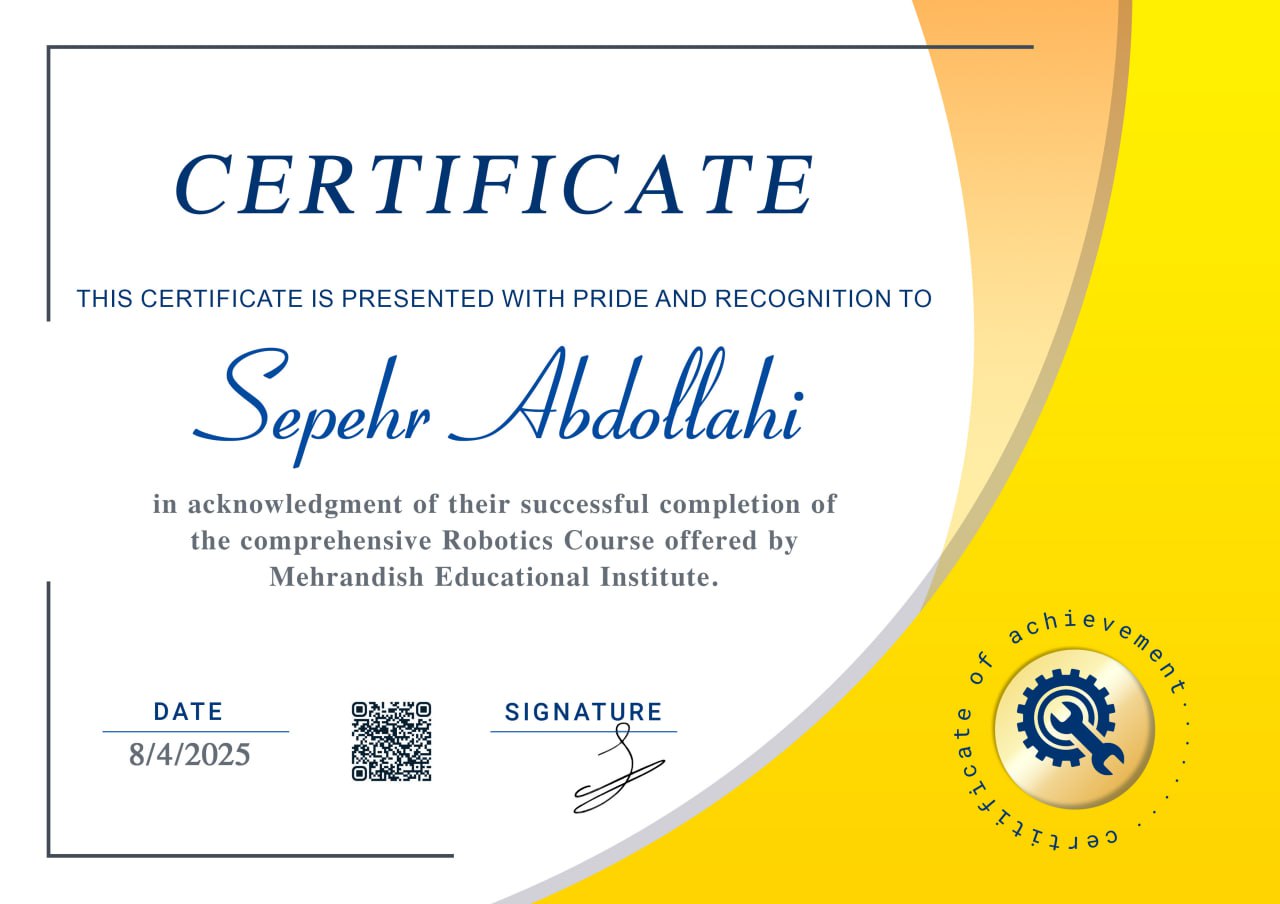 CERTIFICATE
THIS CERTIFICATE IS PRESENTED WITH PRIDE AND RECOGNITION TO
Sepehr Abdollahi
in acknowledgment of their successful completion of
the comprehensive Robotics Course offered by
Mehrandish Educational Institute.
DATE
8/4/2025
SIGNATURE
certificate of achievement........